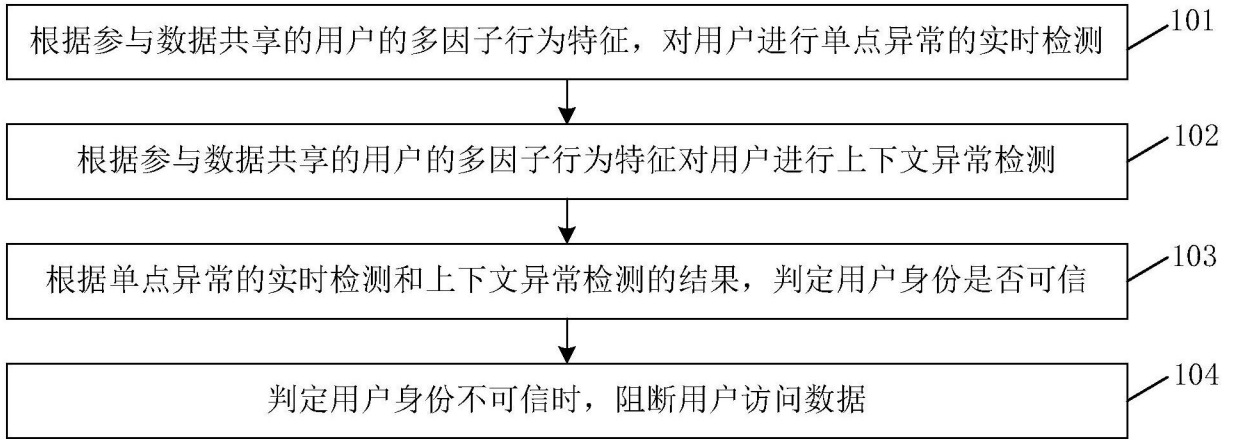 根据参与数据共享的用户的多因子行为特征，对用户进行单点异常的实时检测
101
根据参与数据共享的用户的多因子行为特征对用户进行上下文异常检测
102
根据单点异常的实时检测和上下文异常检测的结果，判定用户身份是否可信
103
判定用户身份不可信时，阻断用户访问数据
104